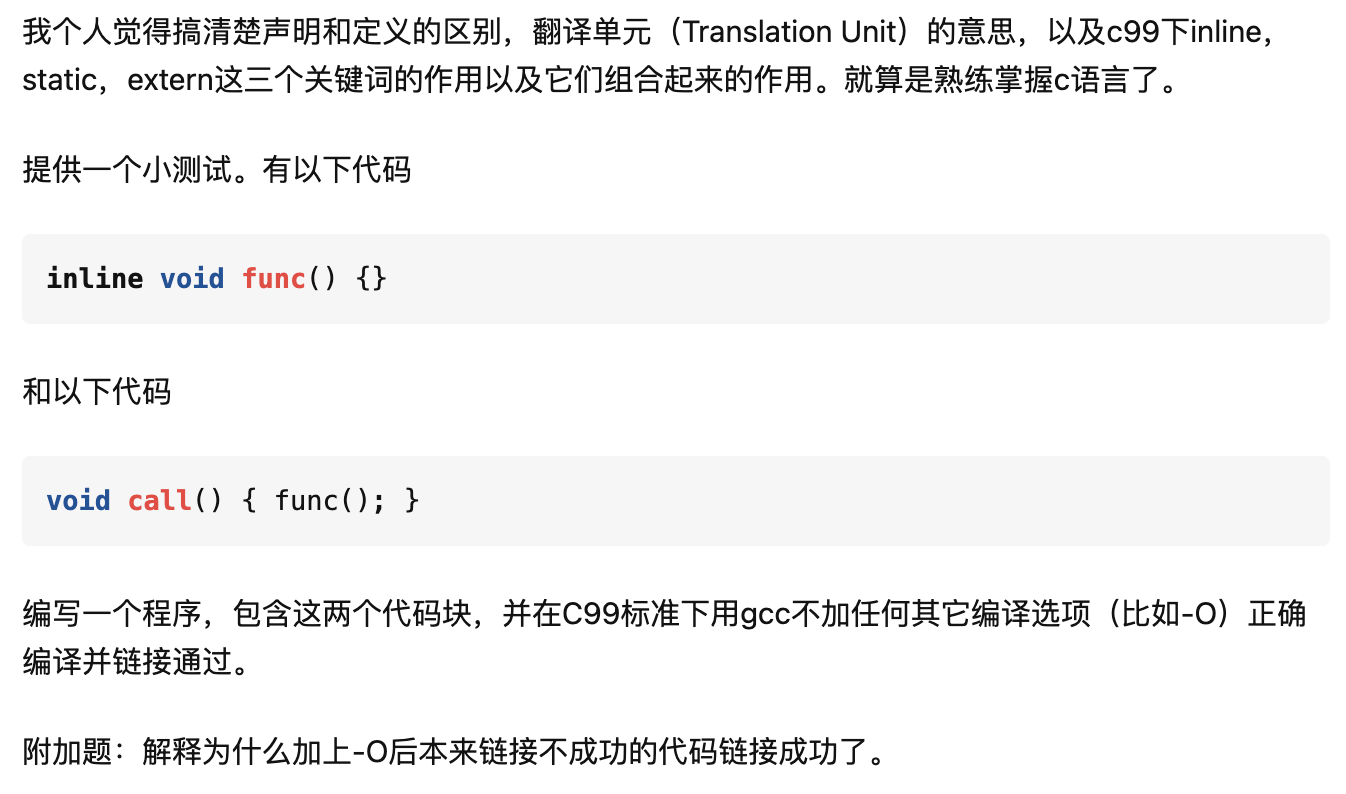 我个人觉得搞清楚声明和定义的区别，翻译单元（Translation Unit）的意思，以及c99下inline，
static，extern这三个关键词的作用以及它们组合起来的作用。就算是熟练掌握c语言了。
提供一个小测试。有以下代码
inline void func() {}
和以下代码
void call() { func(); }
编写一个程序，包含这两个代码块，并在C99标准下用gcc不加任何其它编译选项（比如-O）正确
编译并链接通过。
附加题：解释为什么加上-O后本来链接不成功的代码链接成功了。